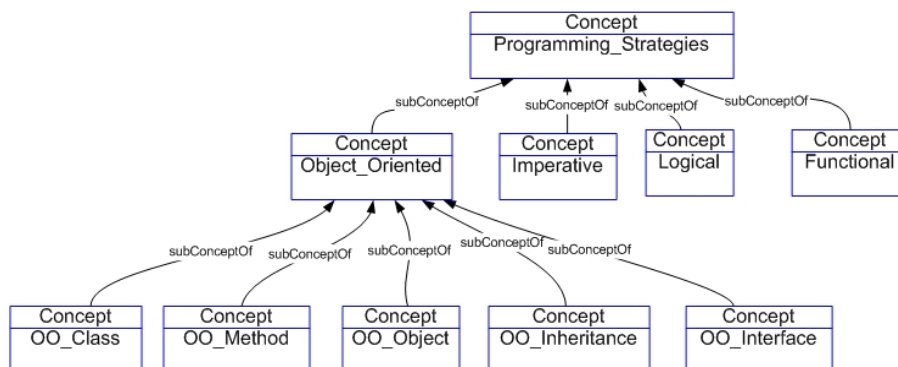 Concept
Programming_Strategies
subConceptOf
subConceptOf
subConceptOf
subConceptOf
Concept
Object_Oriented
Concept
Imperative
Concept
Logical
Concept
Functional
subConceptOf
subConceptOf
subConceptOf
subConceptOf
subConceptOf
Concept
OO_Class
Concept
OO_Method
Concept
OO_Object
Concept
OO_Inheritance
Concept
OO_Interface